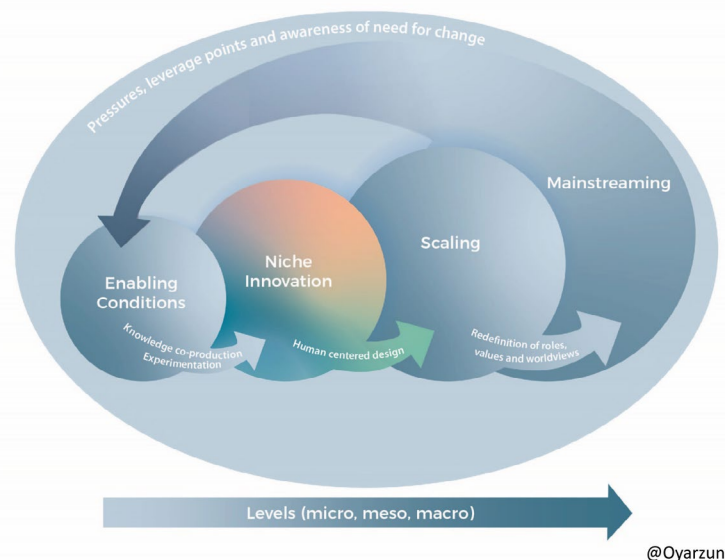 Pressures, leverage points and awareness of need for change
Mainstreaming
Scaling
Niche
Innovation
Enabling
Conditions
Knowledge co-production
Experimentation
Human centered design
Redefinition of roles,
values and worldviews
Levels (micro, meso, macro)
@Oyarzun